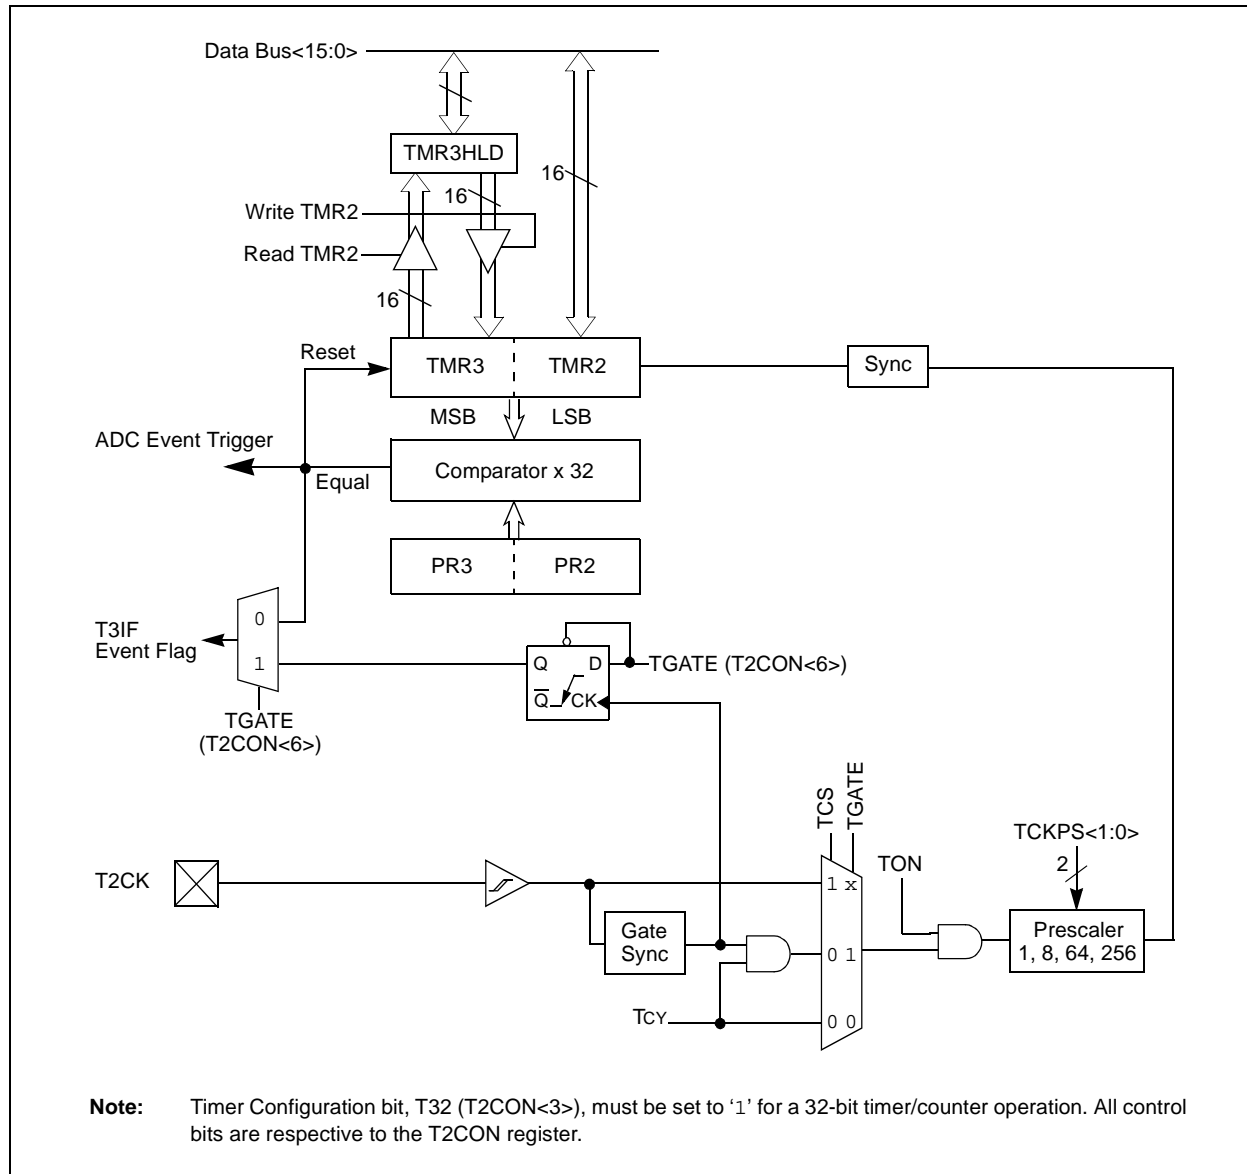 Data Bus<15:0>
TMR3HLD
16
16
Write TMR2
Read TMR2
16
Reset
TMR3
TMR2
Sync
MSB
LSB
ADC Event Trigger
Equal
Comparator x 32
PR3
PR2
0
T3IF
Event Flag
1
Q
D
TGATE (T2CON<6>)
Q
CK
TGATE
(T2CON<6>)
TCS
TGATE
TCKPS<1:0>
2
TON
T2CK
1 x
Gate
Sync
0 1
Prescaler
1, 8, 64, 256
TCY
0 0
Note: Timer Configuration bit, T32 (T2CON<3>), must be set to ‘1’ for a 32-bit timer/counter operation. All control
bits are respective to the T2CON register.